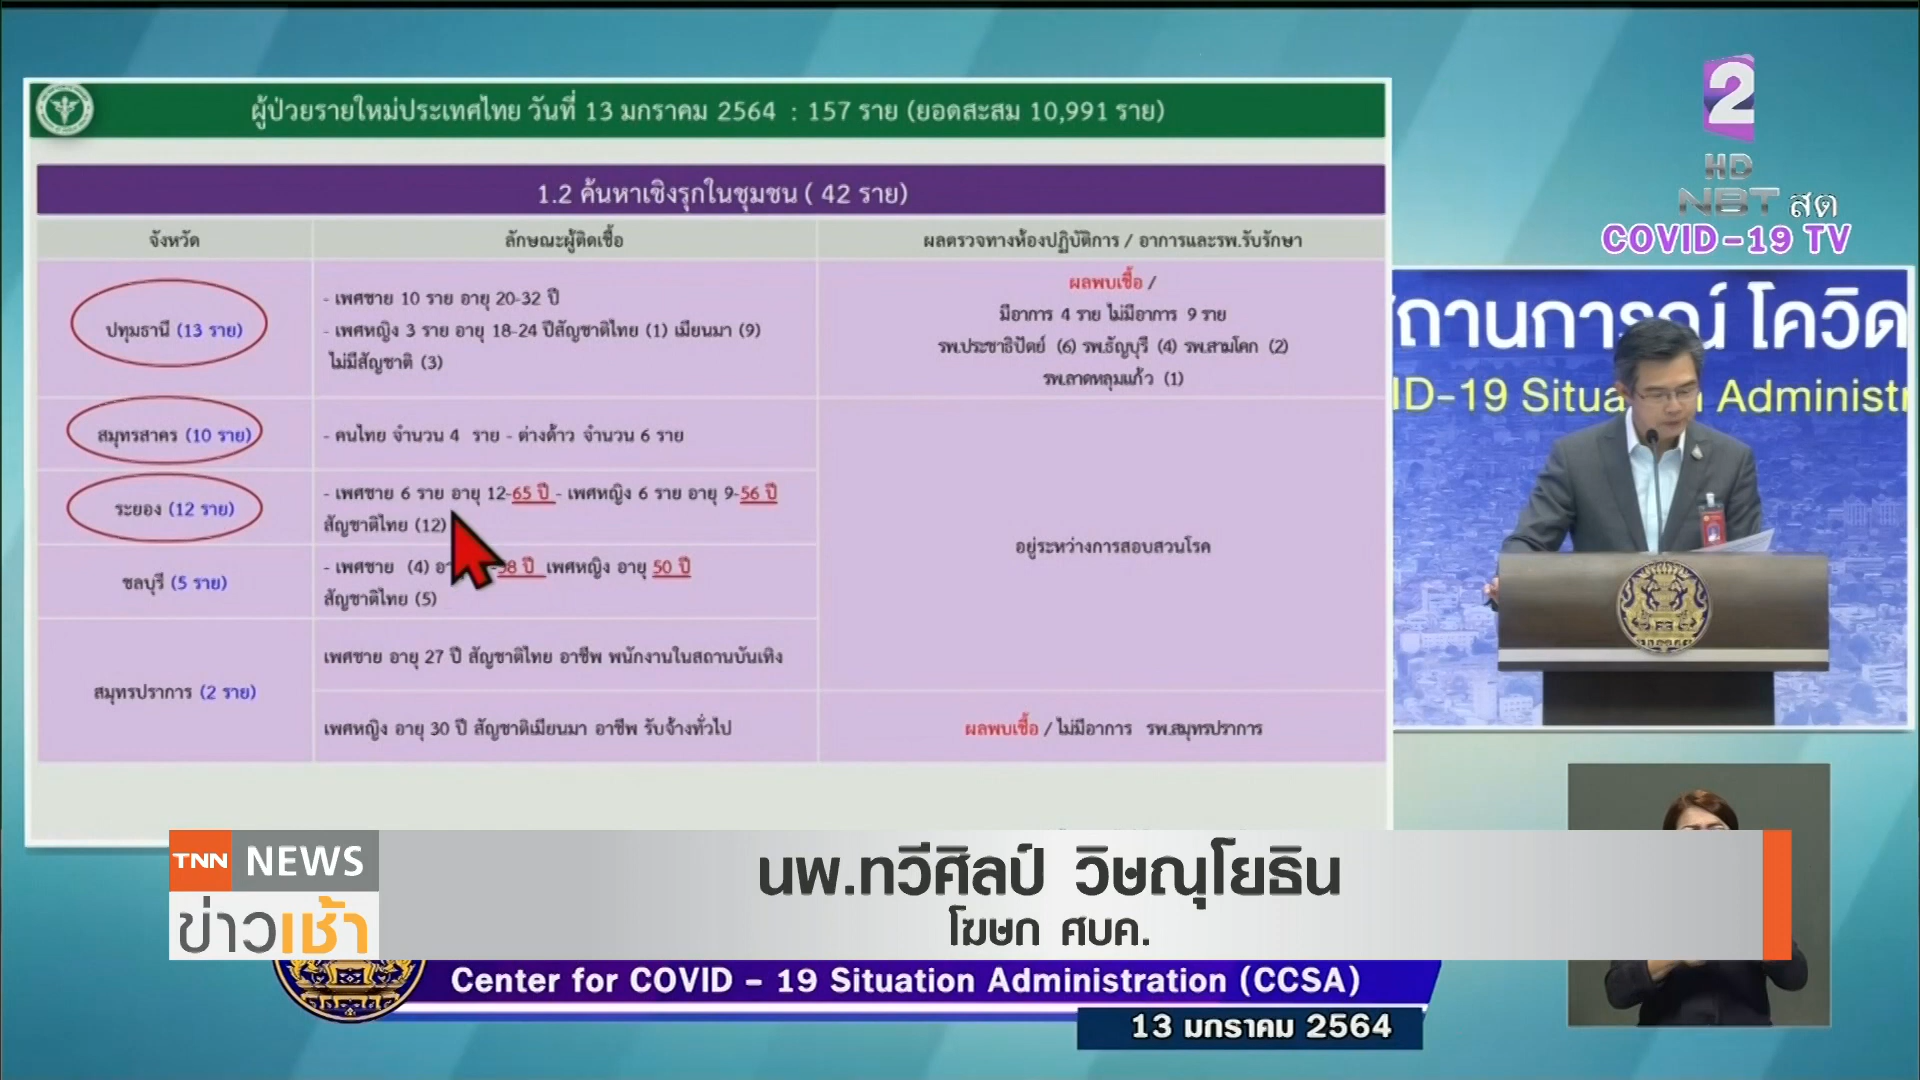 ผู้ป่วยรายใหม่ประเทศไทย วันที่ 13 มกราคม 2564 : 157 ราย (ยอดสะสม 10,991 ราย)
1.2 ค้นหาเชิงรุกในชุมชน ( 42 ราย)
จังหวัด
ลักษณะผู้ติดเชื้อ
ผลตรวจทางห้องปฏิบัติการ / อาการและรพ.รับรักษา
ปทุมธานี (13 ราย)
- เพศชาย 10 ราย อายุ 20-32 ปี
- เพศหญิง 3 ราย อายุ 18-24 ปีสัญชาติไทย (1) เมียนมา (9)
ไม่มีสัญชาติ (3)
ผลพบเชื้อ /
มีอาการ 4 ราย ไม่มีอาการ 9 ราย
รพ.ประชาธิปัตย์ (6) รพ.ธัญบุรี (4) รพ.สามโคก (2)
รพ.ลาดหลุมแก้ว (1)
สมุทรสาคร (10 ราย)
- คนไทย จำนวน 4 ราย - ต่างด้าว จำนวน 6 ราย
ระยอง (12 ราย)
- เพศชาย 6 ราย อายุ 12-65 ปี - เพศหญิง 6 ราย อายุ 9-56 ปี
สัญชาติไทย (12)
อยู่ระหว่างการสอบสวนโรค
ชลบุรี (5 ราย)
- เพศชาย (4) 8 ปี เพศหญิง อายุ 50 ปี
สัญชาติไทย (5)
สมุทรปราการ (2 ราย)
เพศชาย อายุ 27 ปี สัญชาติไทย อาชีพ พนักงานในสถานบันเทิง
เพศหญิง อายุ 30 ปี สัญชาติเมียนมา อาชีพ รับจ้างทั่วไป
ผลพบเชื้อ / ไม่มีอาการ รพ.สมุทรปราการ
2
HD
NBT สด
COVID-19 TV
ถานการณ์ โควิด
ID-19 Situa Administr
TNN NEWS
ข่าวเช้า
นพ.ทวีศิลป์ วิษณุโยธิน
โฆษก ศบค.
Center for COVID – 19 Situation Administration (CCSA)
13 มกราคม 2564